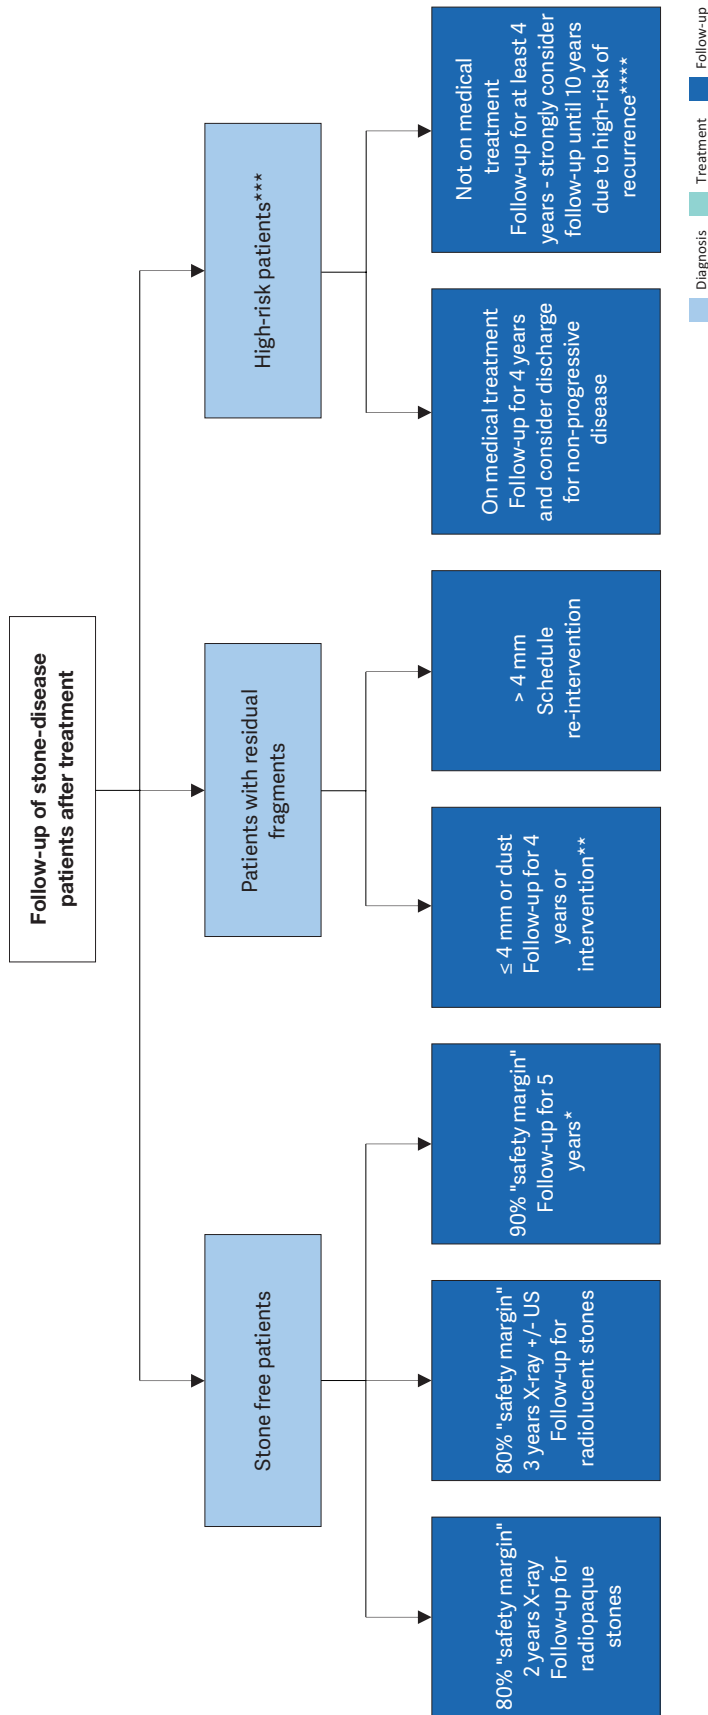 Follow-up of stone-disease
patients after treatment
Stone free patients
Patients with residual
fragments
High-risk patients***
80% "safety margin"
2 years X-ray
Follow-up for
radiopaque
stones
80% "safety margin"
3 years X-ray +/- US
Follow-up for
radiolucent stones
90% "safety margin"
Follow-up for 5
years*
≤ 4 mm or dust
Follow-up for 4
years or
intervention**
> 4 mm
Schedule
re-intervention
On medical treatment
Follow-up for 4 years
and consider discharge
for non-progressive
disease
Not on medical
treatment
Follow-up for at least 4
years - strongly consider
follow-up until 10 years
due to high-risk of
recurrence****
Diagnosis
Treatment
Follow-up